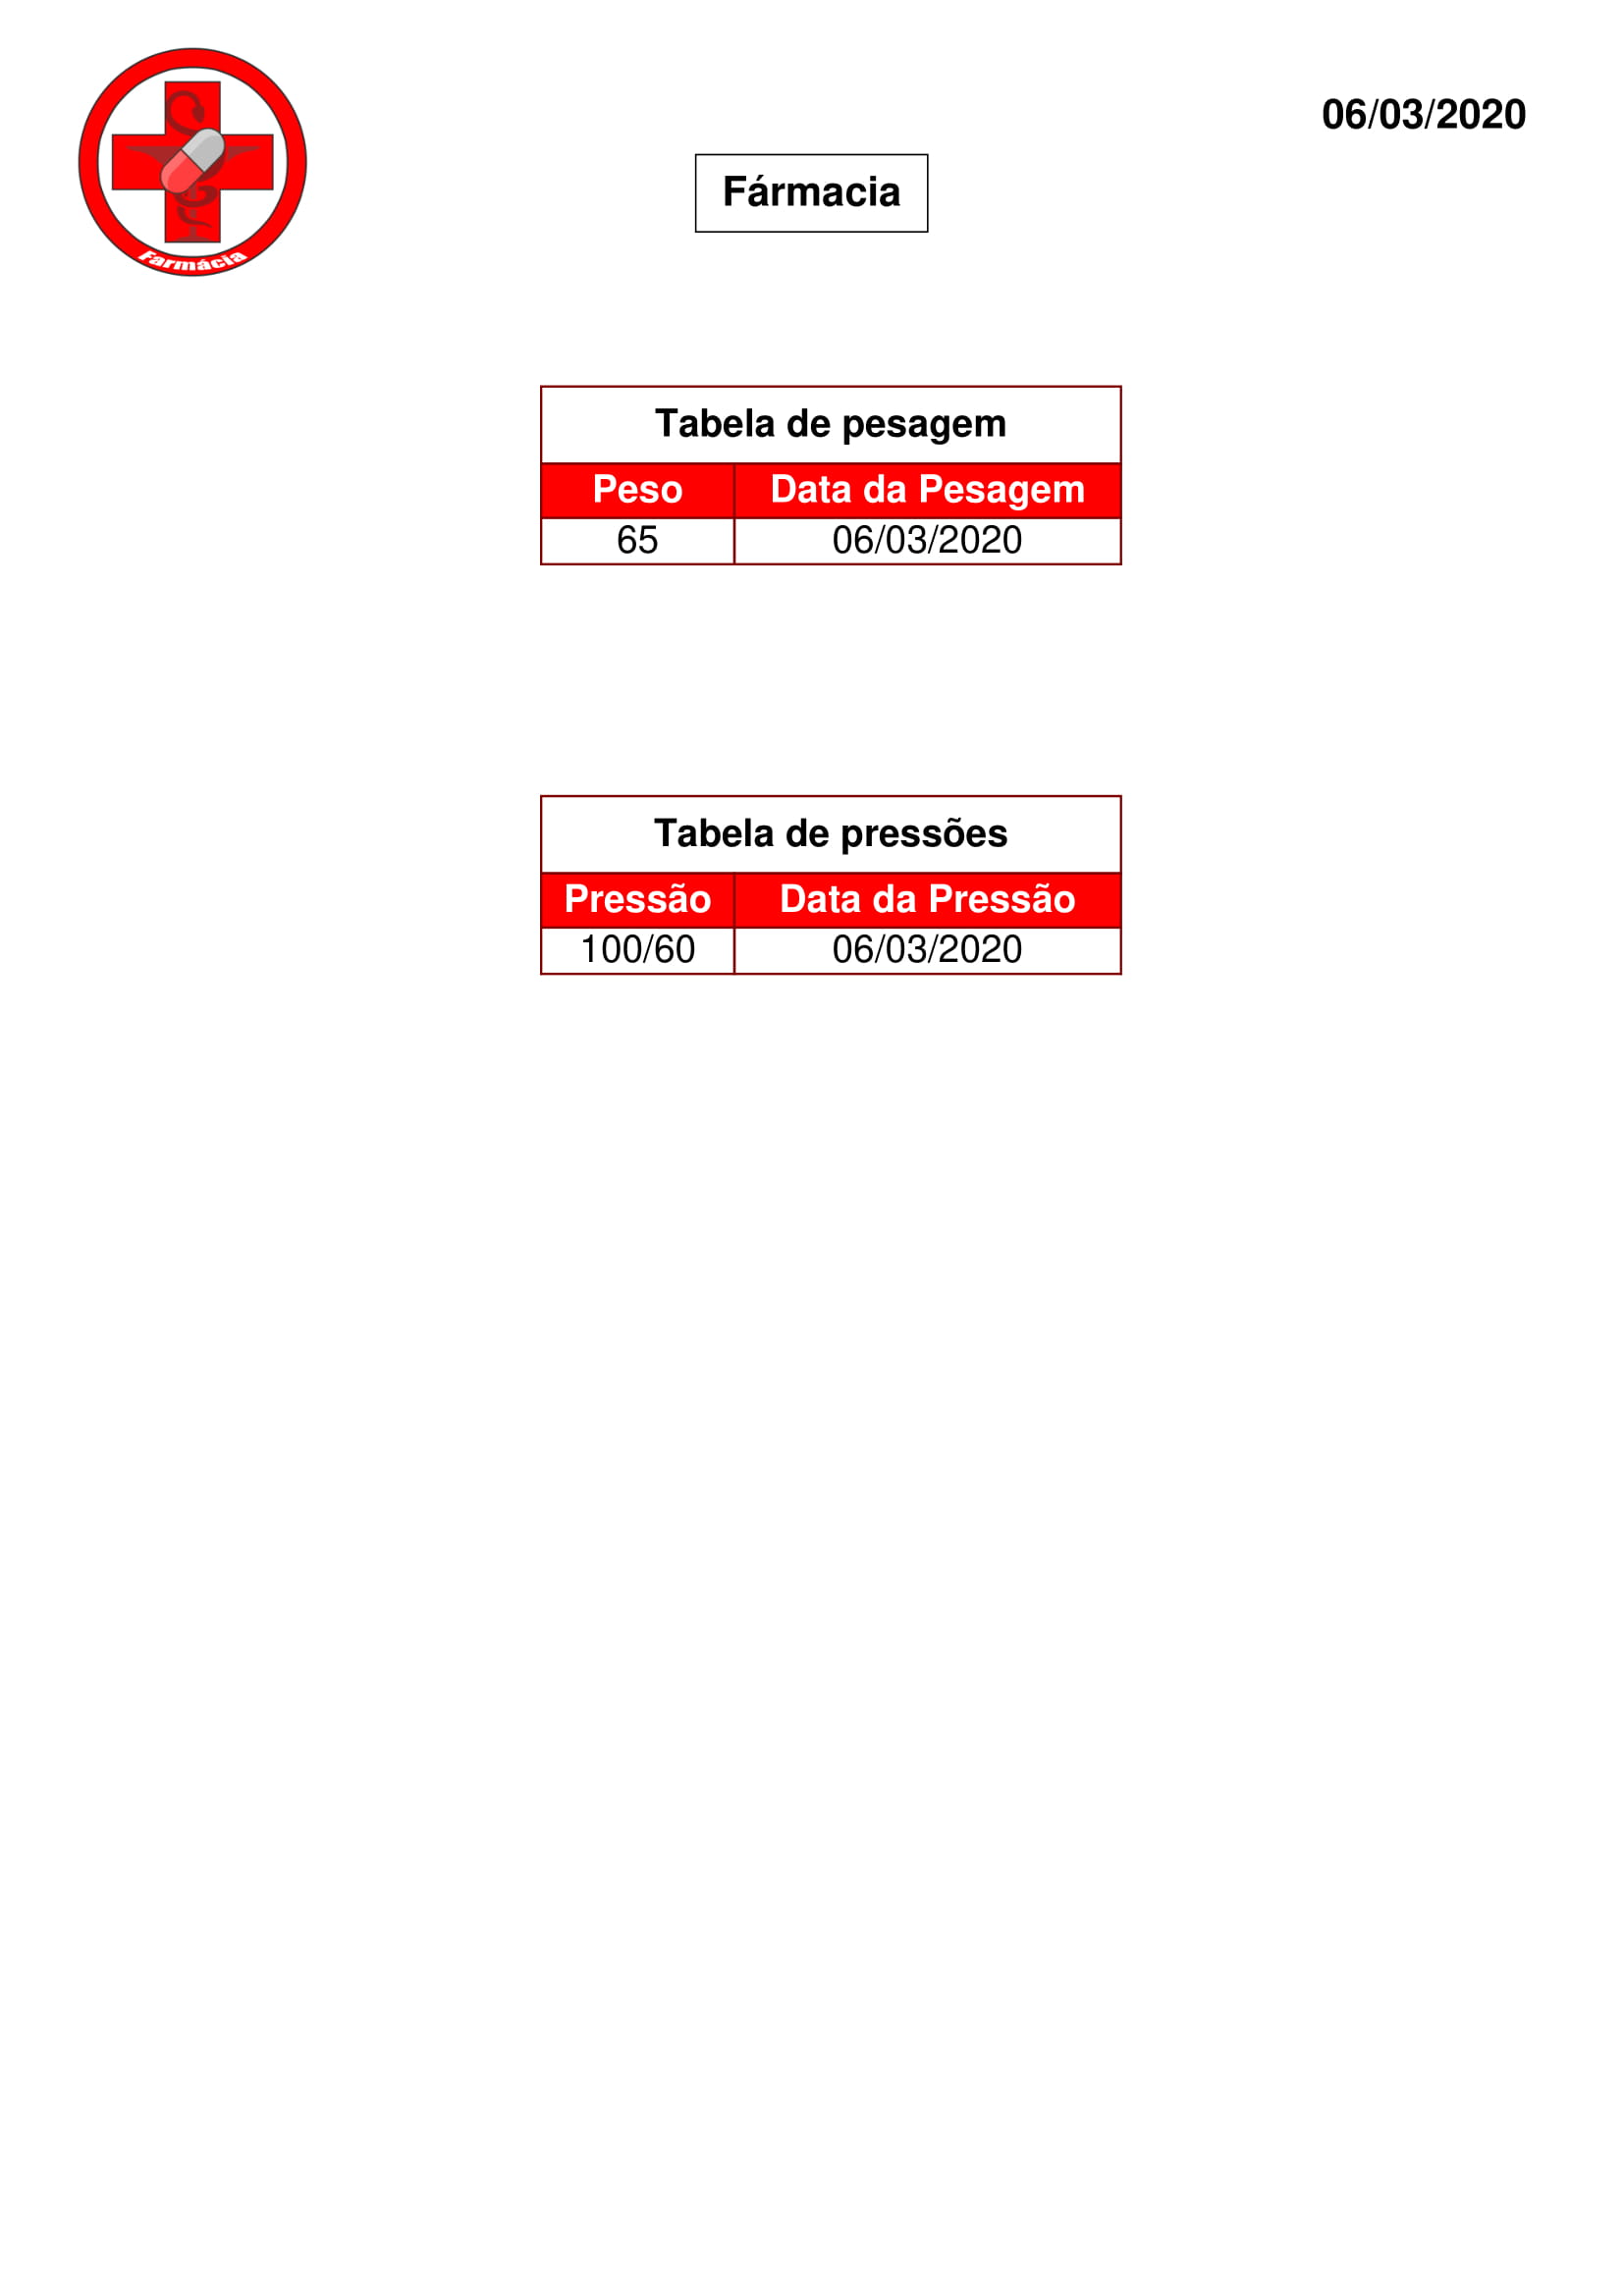 06/03/2020
Fármacia
Farmácia
Tabela de pesagem
Peso Data da Pesagem
65 06/03/2020
Tabela de pressões
Pressão Data da Pressão
100/60 06/03/2020